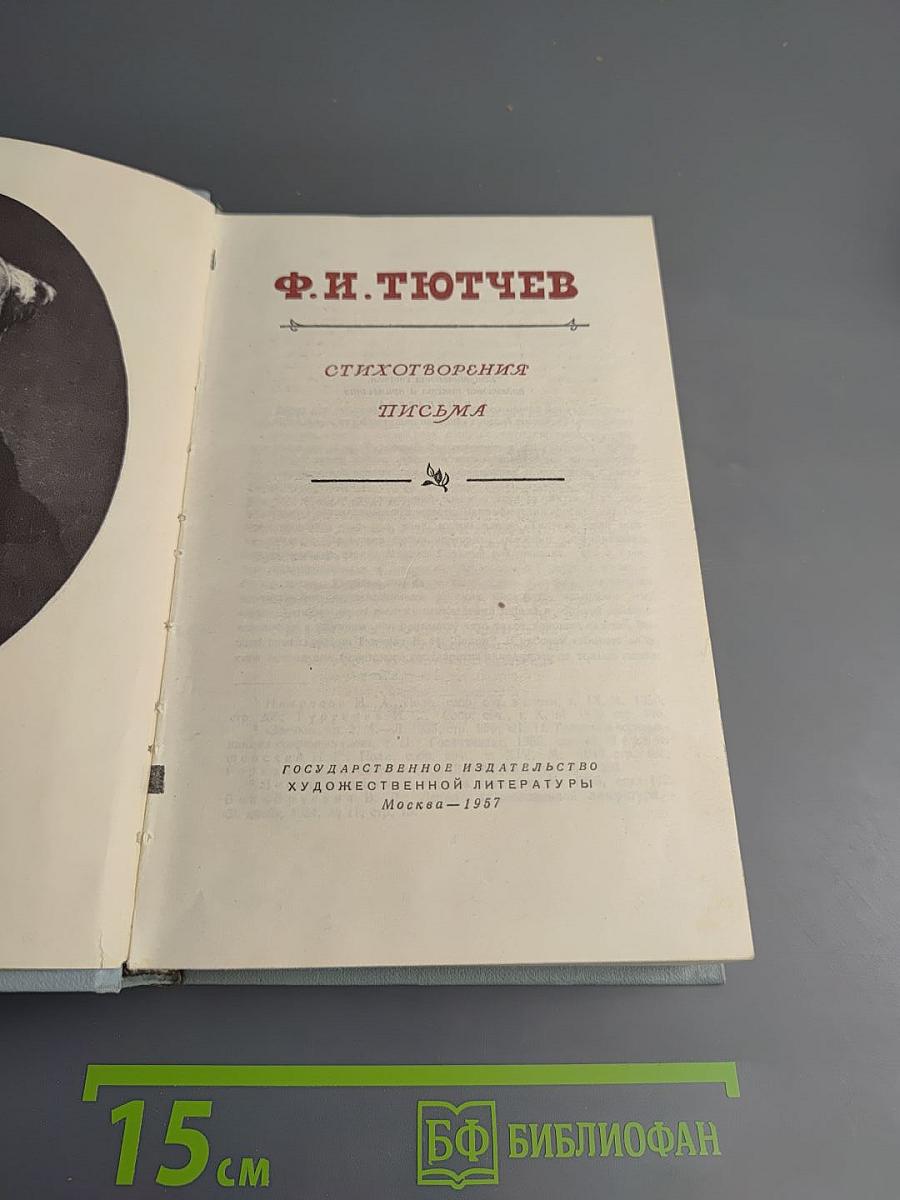 Ф. И. ТЮТЧЕВ
СТИХОТВОРЕНИЯ
ПИСЬМА
ГОСУДАРСТВЕННОЕ ИЗДАТЕЛЬСТВО
ХУДОЖЕСТВЕННОЙ ЛИТЕРАТУРЫ
Москва — 1957
15 см
БФ БИБЛИОФАН